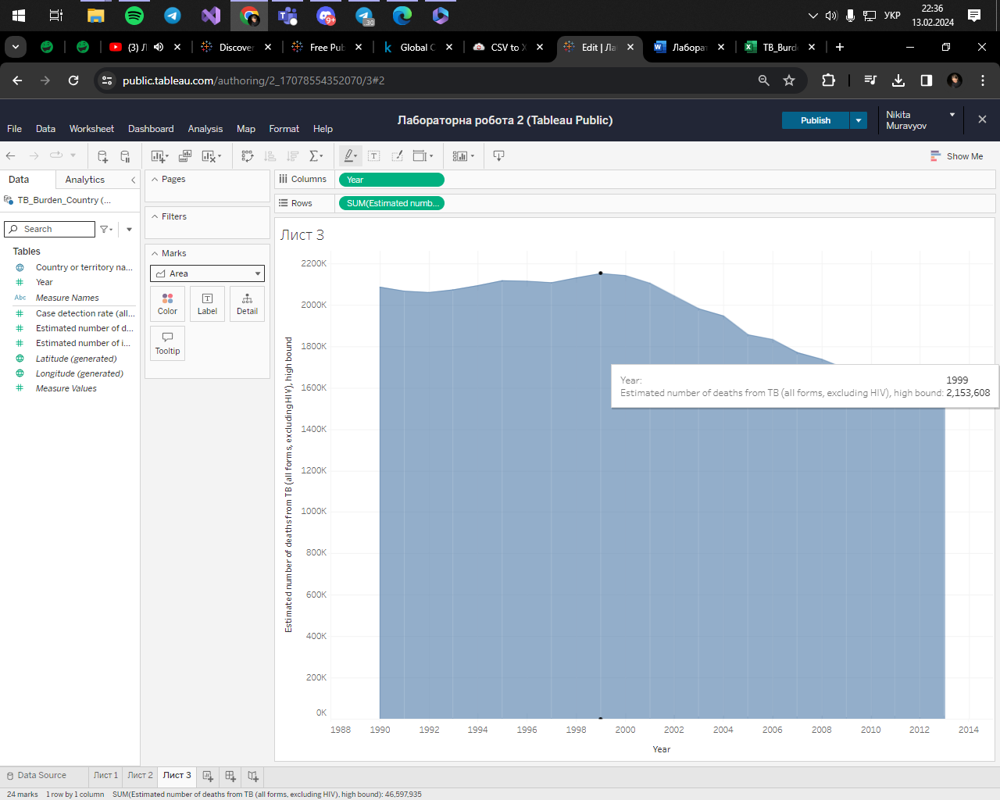 22:36
УКР
13.02.2024
9+
30
(3) Л
Discover
Free Pub
Global C
CSV to X
Edit | Ла
Лаборат
TB_Burd
public.tableau.com/authoring/2_17078554352070/3#2
Лабораторна робота 2 (Tableau Public)
Publish
Nikita
Muravyov
File Data Worksheet Dashboard Analysis Map Format Help
Show Me
Data Analytics
TB_Burden_Country (...
Search
Tables
Country or territory na...
Year
Abc Measure Names
Case detection rate (all...
Estimated number of d...
Estimated number of i...
Latitude (generated)
Longitude (generated)
Measure Values
Pages
Filters
Marks
Area
Color Label Detail
Tooltip
Columns Year
Rows SUM(Estimated numb...
Лист 3
Estimated number of deaths from TB (all forms, excluding HIV), high bound
2200K
2000K
1800K
1600K
1400K
1200K
1000K
800K
600K
400K
200K
0K
Year: 1999
Estimated number of deaths from TB (all forms, excluding HIV), high bound: 2,153,608
1988 1990 1992 1994 1996 1998 2000 2002 2004 2006 2008 2010 2012 2014
Year
Data Source Лист 1 Лист 2 Лист 3
24 marks 1 row by 1 column SUM(Estimated number of deaths from TB (all forms, excluding HIV), high bound): 46,597,935